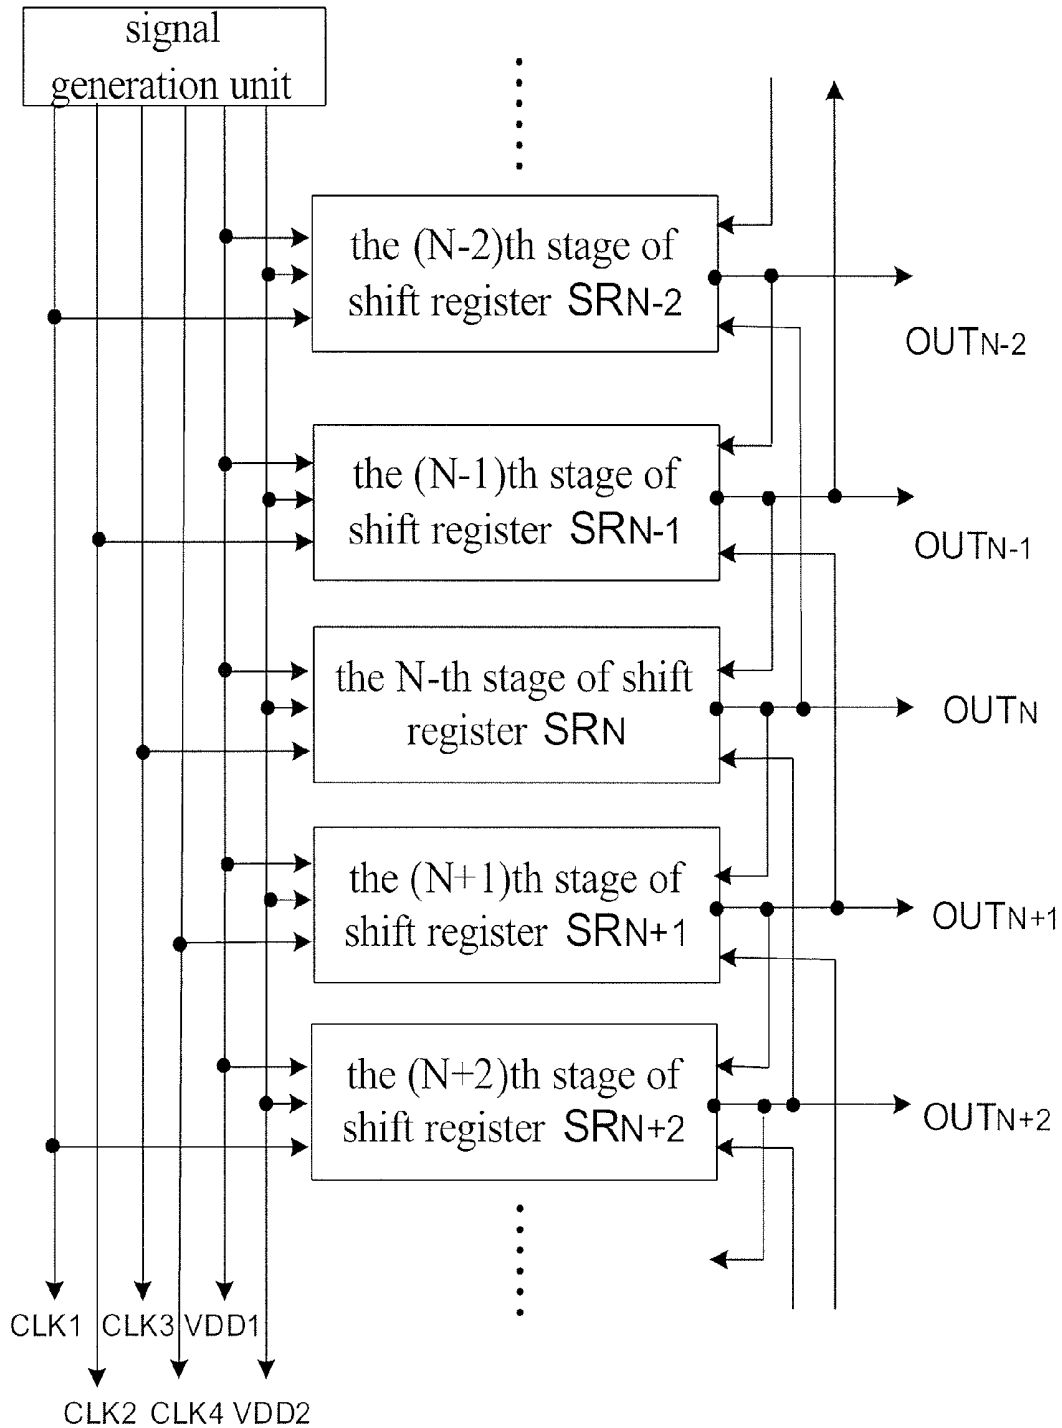 signal
generation unit
the (N-2)th stage of
shift register SRN-2
OUTN-2
the (N-1)th stage of
shift register SRN-1
OUTN-1
the N-th stage of shift
register SRN
OUTN
the (N+1)th stage of
shift register SRN+1
OUTN+1
the (N+2)th stage of
shift register SRN+2
OUTN+2
CLK1 CLK3 VDD1
CLK2 CLK4 VDD2